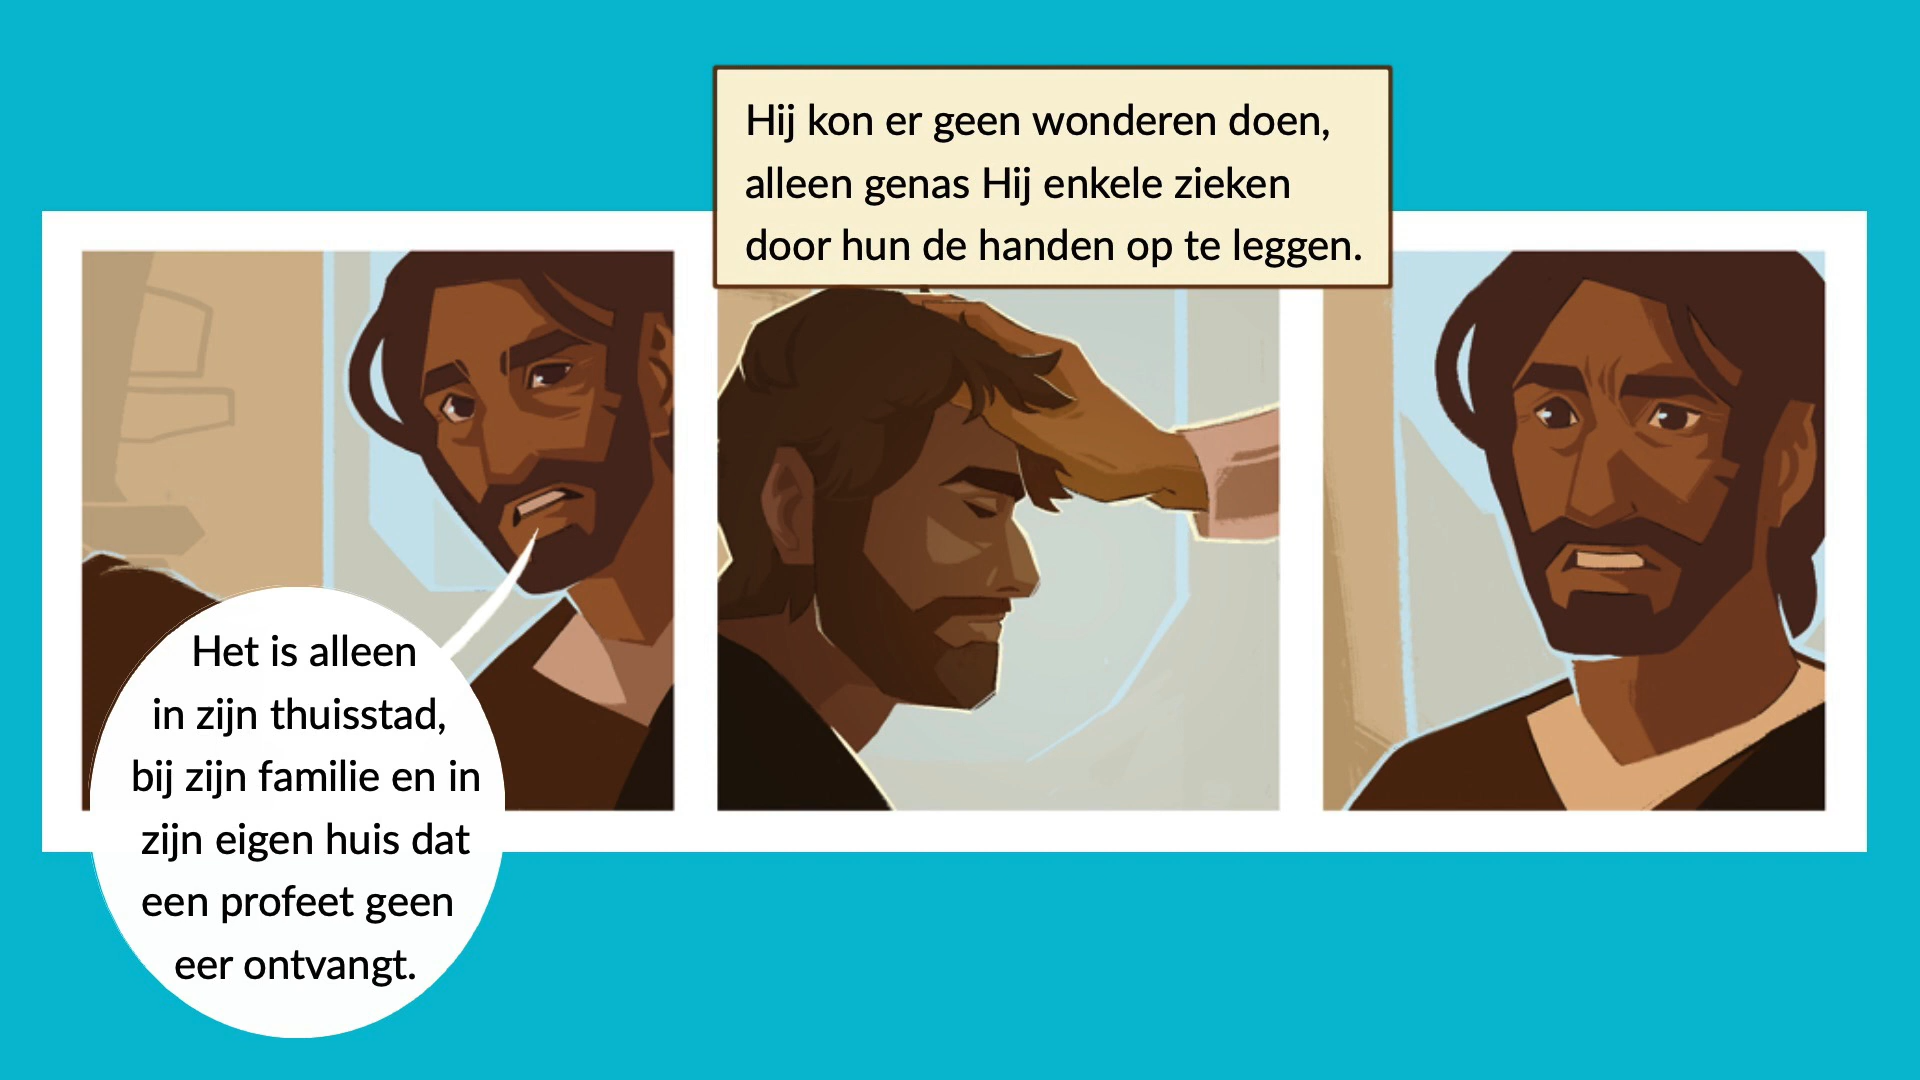 Het is alleen
in zijn thuisstad,
bij zijn familie en in
zijn eigen huis dat
een profeet geen
eer ontvangt.
Hij kon er geen wonderen doen,
alleen genas Hij enkele zieken
door hun de handen op te leggen.